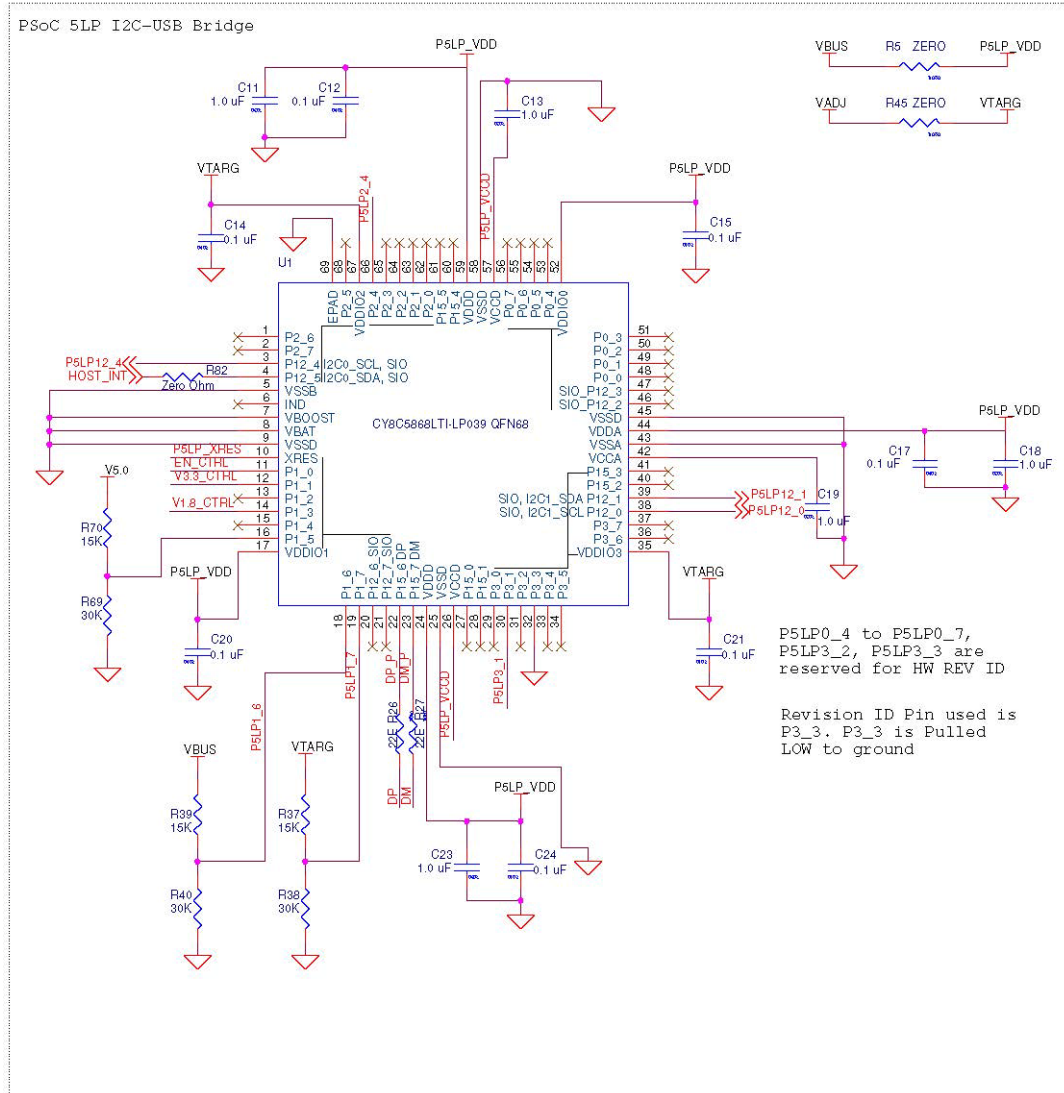 PSoC 5LP I2C-USB Bridge
P5LP_VDD
VBUS R5 ZERO P5LP_VDD
C11
1.0 uF
C12
0.1 uF
C13
1.0 uF
VADJ R45 ZERO VTARG
VTARG
P5LP2_4
P5LP_VCCD
P5LP_VDD
C14
0.1 uF
C15
0.1 uF
U1
69 68 67 66 65 64 63 62 61 60 59 58 57 56 55 54 53 52
EPAD P2_5 VDDIO2 P2_4 P2_3 P2_2 P2_1 P2_0 P15_5 P15_4 VDDD VSSD VCCD P0_7 P0_6 P0_5 P0_4 VDDIO0
1 P2_6
2 P2_7
P5LP12_4 3 P12_4 I2C0_SCL, SIO
HOST_INT R82 Zero Ohm 4 P12_5 I2C0_SDA, SIO
5 VSSB
6 IND
7 VBOOST
8 VBAT
9 VSSD
P5LP_XRES 10 XRES
EN_CTRL 11 P1_0
V3.3_CTRL 12 P1_1
13 P1_2
V1.8_CTRL 14 P1_3
15 P1_4
16 P1_5
17 VDDIO1
CY8C5868LTI-LP039 QFN68
P0_3 51
P0_2 50
P0_1 49
P0_0 48
SIO_P12_3 47
SIO_P12_2 46
VSSD 45
VDDA 44
VSSA 43
VCCA 42
P15_3 41
P15_2 40
SIO, I2C1_SDA P12_1 39 P5LP12_1
SIO, I2C1_SCL P12_0 38 P5LP12_0
P3_7 37
P3_6 36
VDDIO3 35
P5LP_VDD
C17
0.1 uF
C18
1.0 uF
C19
1.0 uF
V5.0
R70
15K
R69
30K
P5LP_VDD
C20
0.1 uF
P1_6 P1_7 P12_6_SIO P12_7_SIO P15_6 DP P15_7 DM VDDD VSSD VCCD P15_0 P15_1 P3_0 P3_1 P3_2 P3_3 P3_4 P3_5
18 19 20 21 22 23 24 25 26 27 28 29 30 31 32 33 34
VTARG
C21
0.1 uF
P5LP1_6
P5LP1_7
DP_P
DM_P
22E R26
22E R27
DP
DM
P5LP_VCCD
P5LP3_1
P5LP0_4 to P5LP0_7,
P5LP3_2, P5LP3_3 are
reserved for HW REV ID
Revision ID Pin used is
P3_3. P3_3 is Pulled
LOW to ground
VBUS
R39
15K
R40
30K
VTARG
R37
15K
R38
30K
P5LP_VDD
C23
1.0 uF
C24
0.1 uF